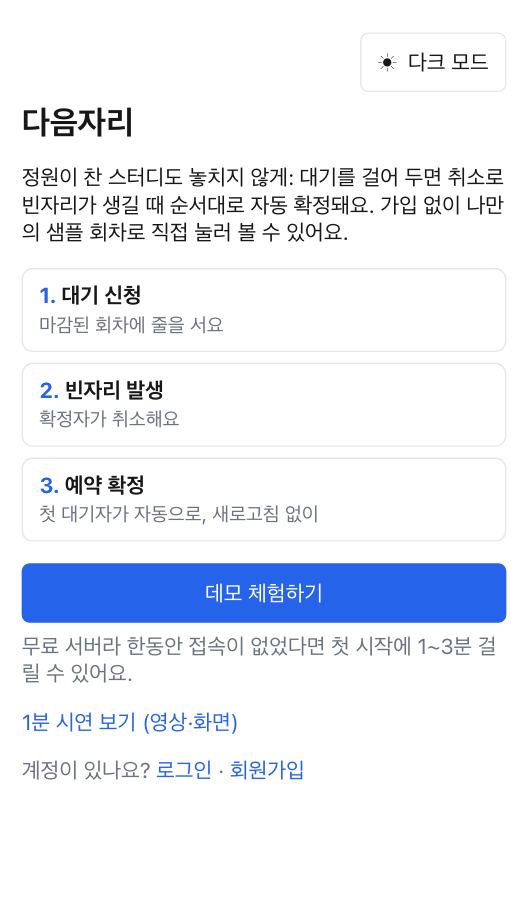 ☀ 다크 모드
다음자리
정원이 찬 스터디도 놓치지 않게: 대기를 걸어 두면 취소로
빈자리가 생길 때 순서대로 자동 확정돼요. 가입 없이 나만
의 샘플 회차로 직접 눌러 볼 수 있어요.
1. 대기 신청
마감된 회차에 줄을 서요
2. 빈자리 발생
확정자가 취소해요
3. 예약 확정
첫 대기자가 자동으로, 새로고침 없이
데모 체험하기
무료 서버라 한동안 접속이 없었다면 첫 시작에 1~3분 걸
릴 수 있어요.
1분 시연 보기 (영상·화면)
계정이 있나요? 로그인 · 회원가입